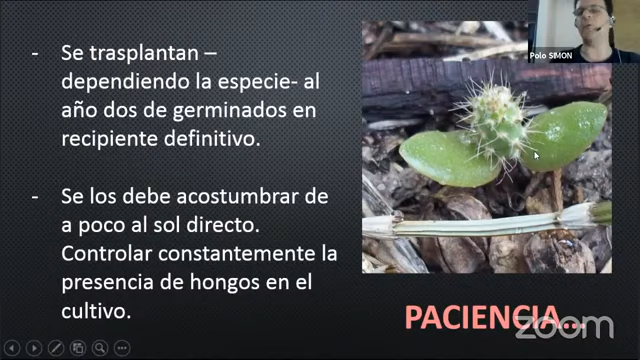 Polo SIMON
- Se trasplantan –
dependiendo la especie- al
año dos de germinados en
recipiente definitivo.
- Se los debe acostumbrar de
a poco al sol directo.
Controlar constantemente la
presencia de hongos en el
cultivo.
PACIENCIA...
zoom